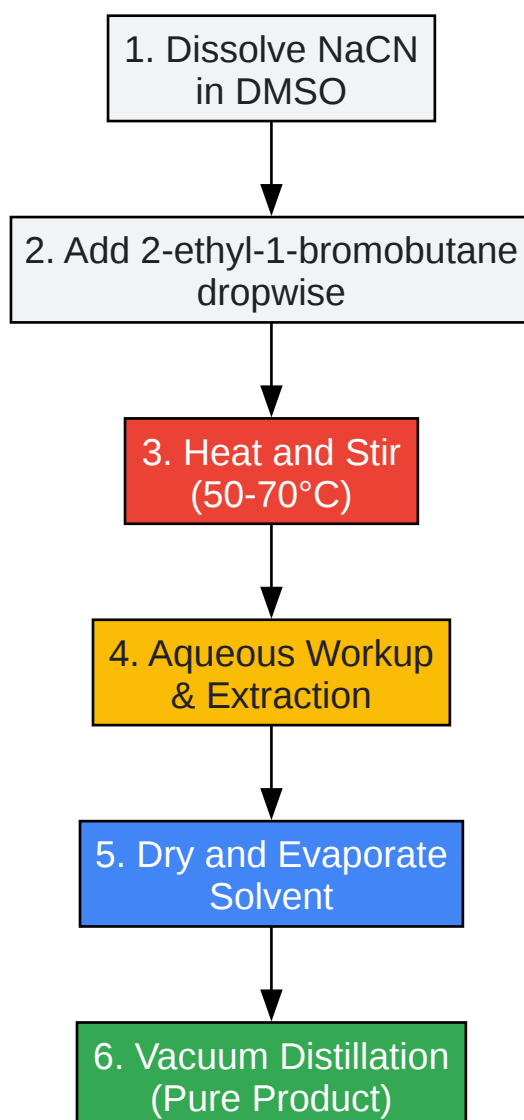 1. Dissolve NaCN
in DMSO
2. Add 2-ethyl-1-bromobutane
dropwise
3. Heat and Stir
(50-70°C)
4. Aqueous Workup
& Extraction
5. Dry and Evaporate
Solvent
6. Vacuum Distillation
(Pure Product)